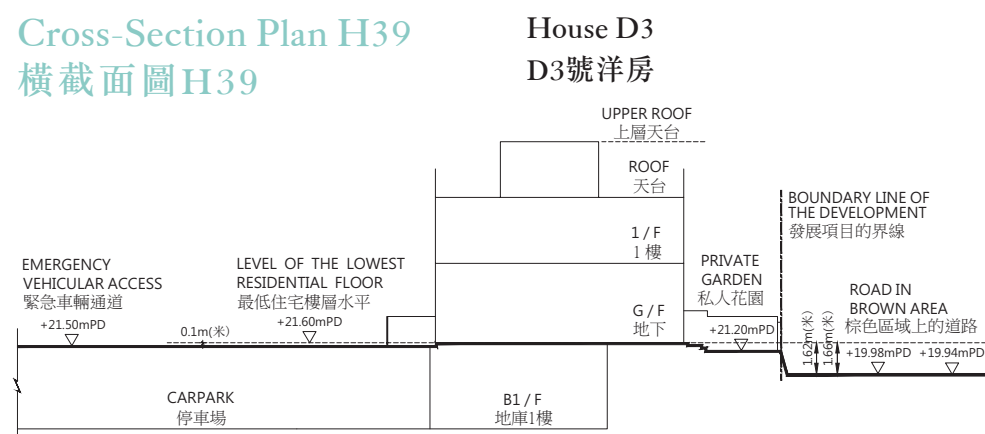 Cross-Section Plan H39
橫截面圖H39
House D3
D3號洋房
UPPER ROOF
上層天台
ROOF
天台
1 / F
1 樓
G / F
地下
BOUNDARY LINE OF
THE DEVELOPMENT
發展項目的界線
EMERGENCY
VEHICULAR ACCESS
緊急車輛通道
+21.50mPD
0.1m(米)
LEVEL OF THE LOWEST
RESIDENTIAL FLOOR
最低住宅樓層水平
+21.60mPD
PRIVATE
GARDEN
私人花園
+21.20mPD
1.62m(米)
1.66m(米)
ROAD IN
BROWN AREA
棕色區域上的道路
+19.98mPD +19.94mPD
CARPARK
停車場
B1 / F
地庫1樓